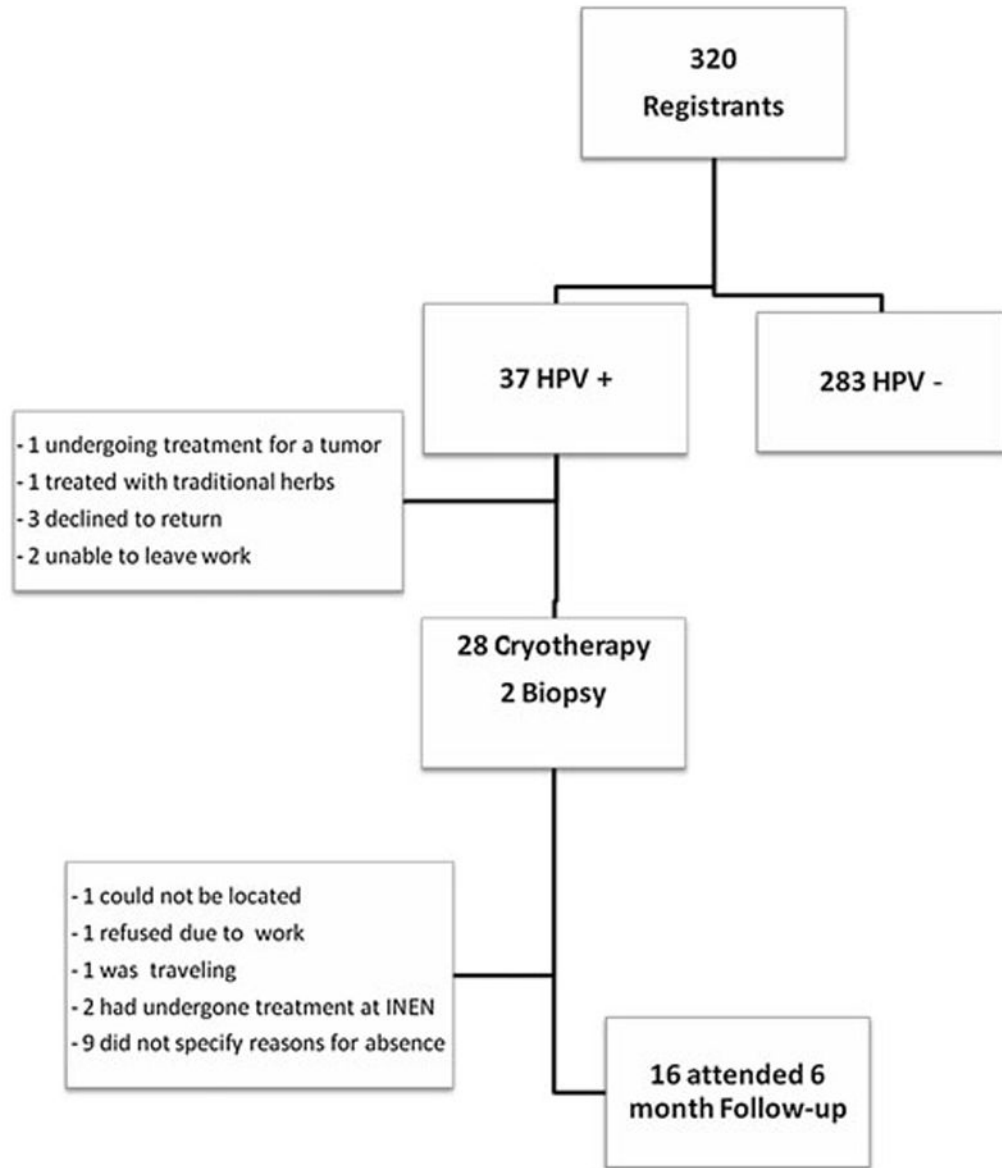 320
Registrants
37 HPV +
283 HPV -
- 1 undergoing treatment for a tumor
- 1 treated with traditional herbs
- 3 declined to return
- 2 unable to leave work
28 Cryotherapy
2 Biopsy
- 1 could not be located
- 1 refused due to work
- 1 was traveling
- 2 had undergone treatment at INEN
- 9 did not specify reasons for absence
16 attended 6
month Follow-up